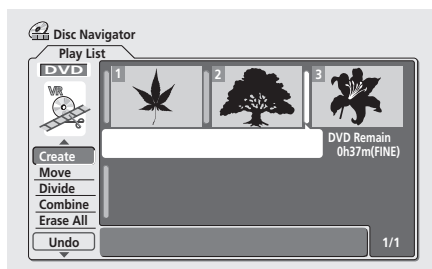 Disc Navigator
Play List
DVD
VR
1
2
3
DVD Remain
0h37m(FINE)
Create
Move
Divide
Combine
Erase All
Undo
1/1